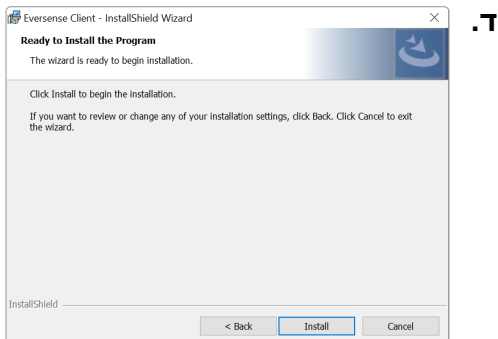 Eversense Client - InstallShield Wizard
ד.
Ready to Install the Program
The wizard is ready to begin installation.
Click Install to begin the installation.
If you want to review or change any of your installation settings, click Back. Click Cancel to exit
the wizard.
InstallShield
< Back Install Cancel